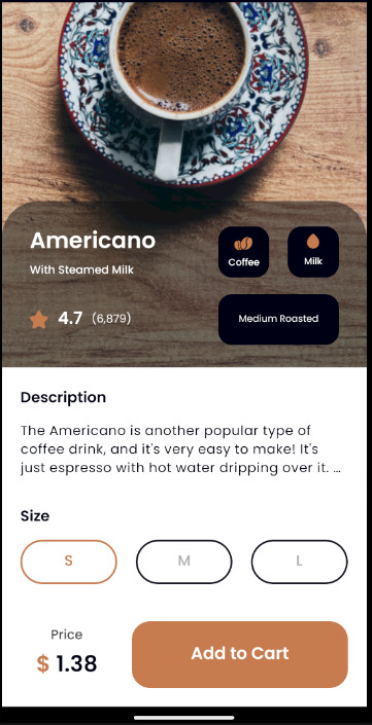 Americano
With Steamed Milk
Coffee
Milk
4.7 (6,879)
Medium Roasted
Description
The Americano is another popular type of
coffee drink, and it's very easy to make! It's
just espresso with hot water dripping over it. ...
Size
S M L
Price
$ 1.38
Add to Cart